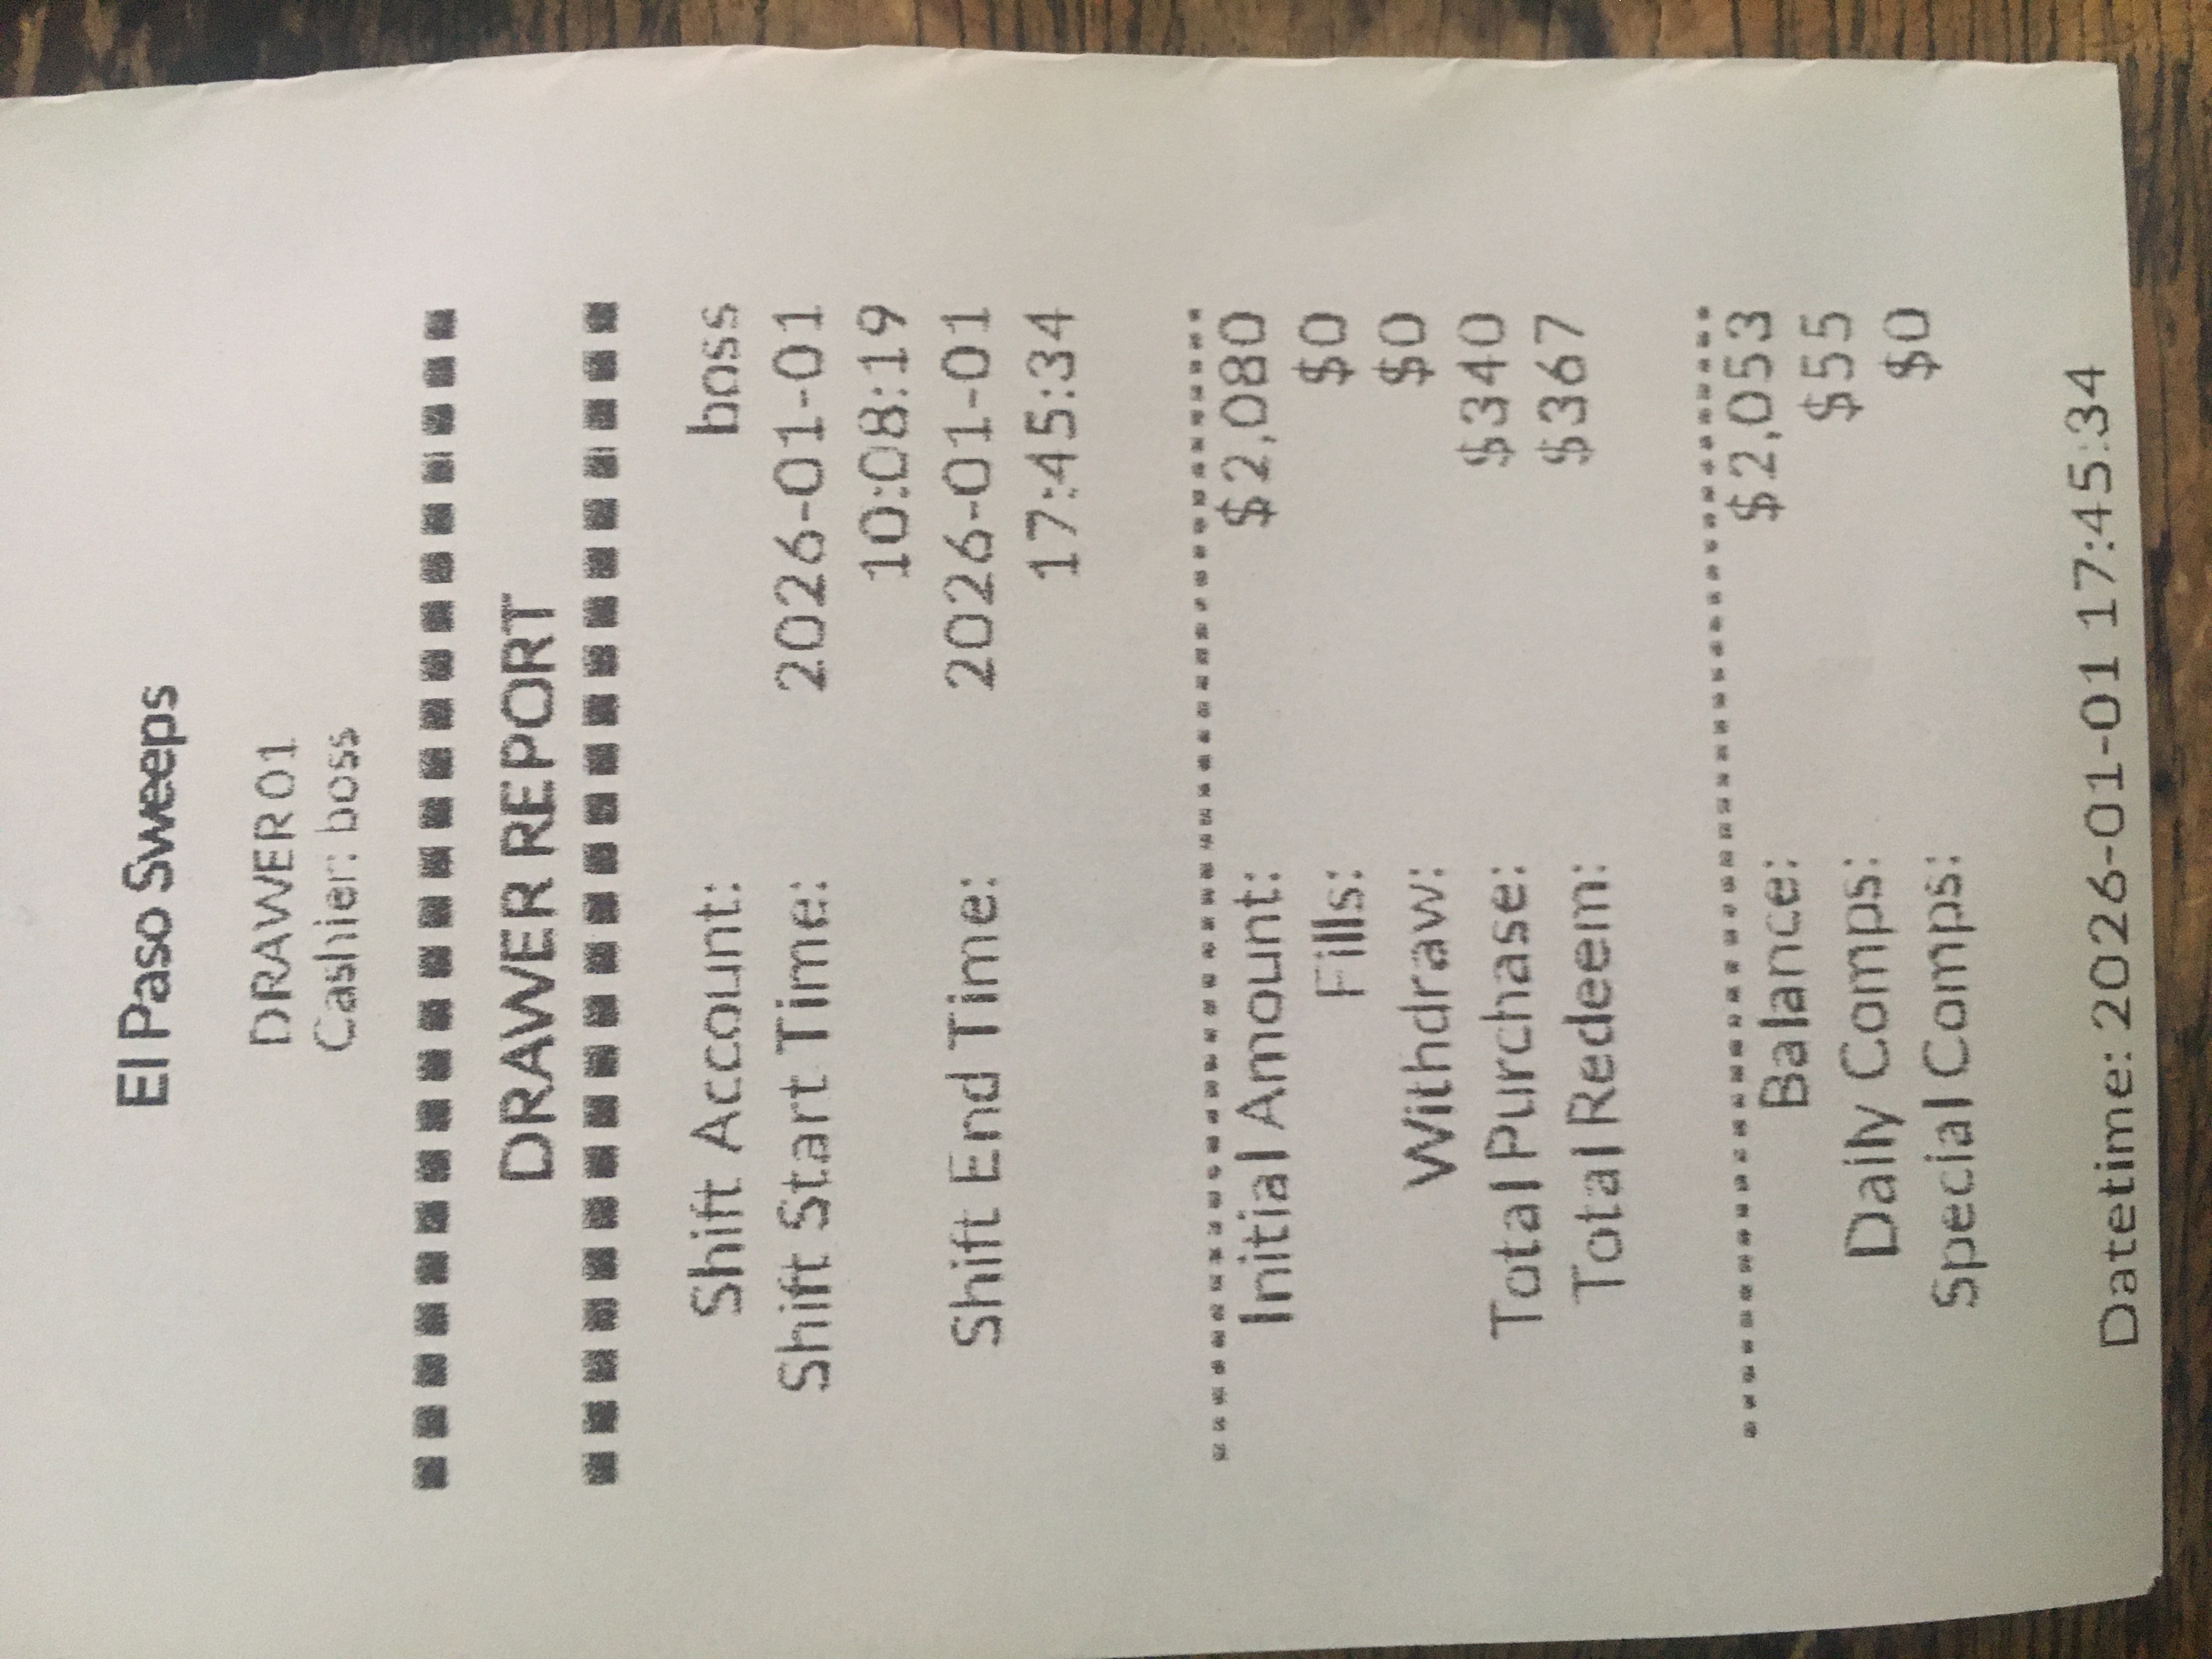 El Paso Sweeps
DRAWER01
Cashier: boss
DRAWER REPORT
Shift Account: boss
Shift Start Time: 2026-01-01
10:08:19
Shift End Time: 2026-01-01
17:45:34
Initial Amount: $2,080
Fills: $0
Withdraw: $0
Total Purchase: $340
Total Redeem: $367
Balance: $2,053
Daily Comps: $55
Special Comps: $0
Datetime: 2026-01-01 17:45:34